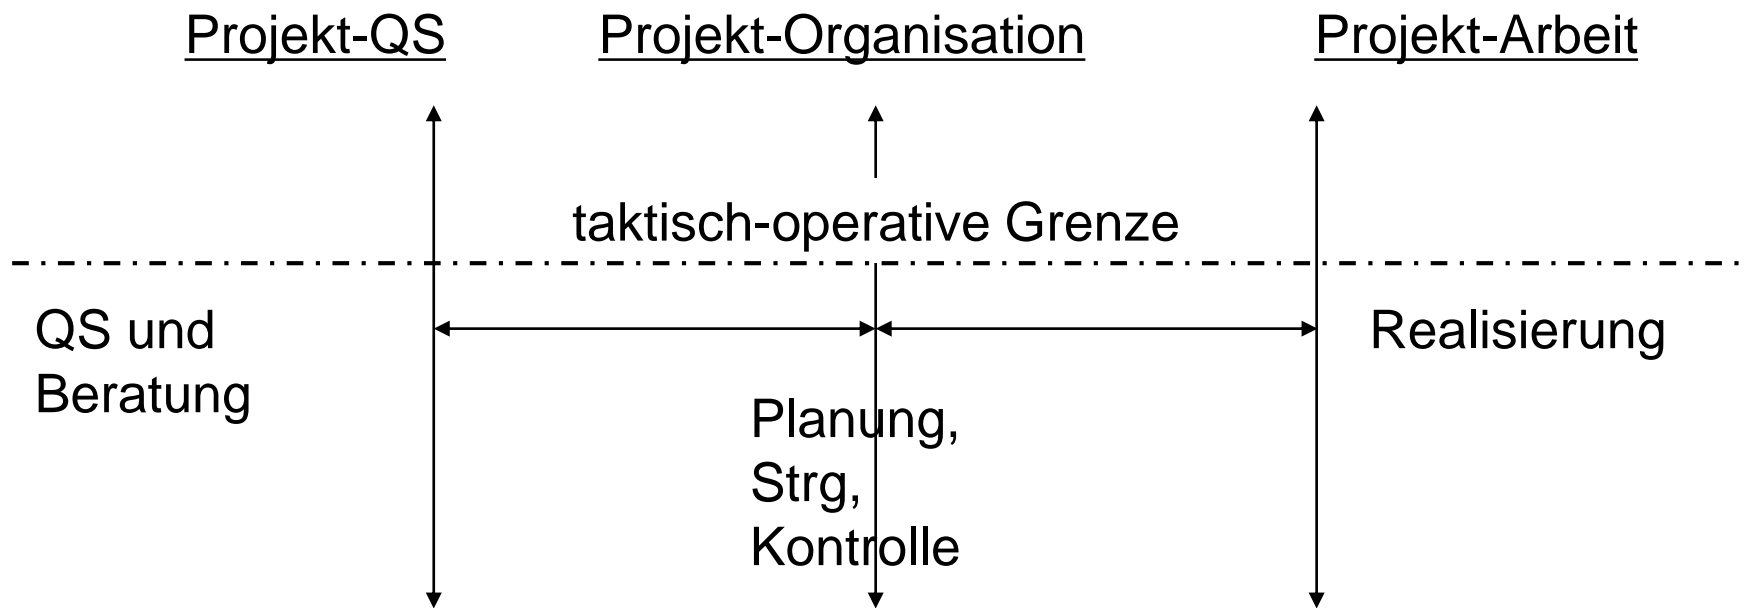 Projekt-QS
Projekt-Organisation
Projekt-Arbeit
taktisch-operative Grenze
QS und
Beratung
Realisierung
Planung,
Strg,
Kontrolle